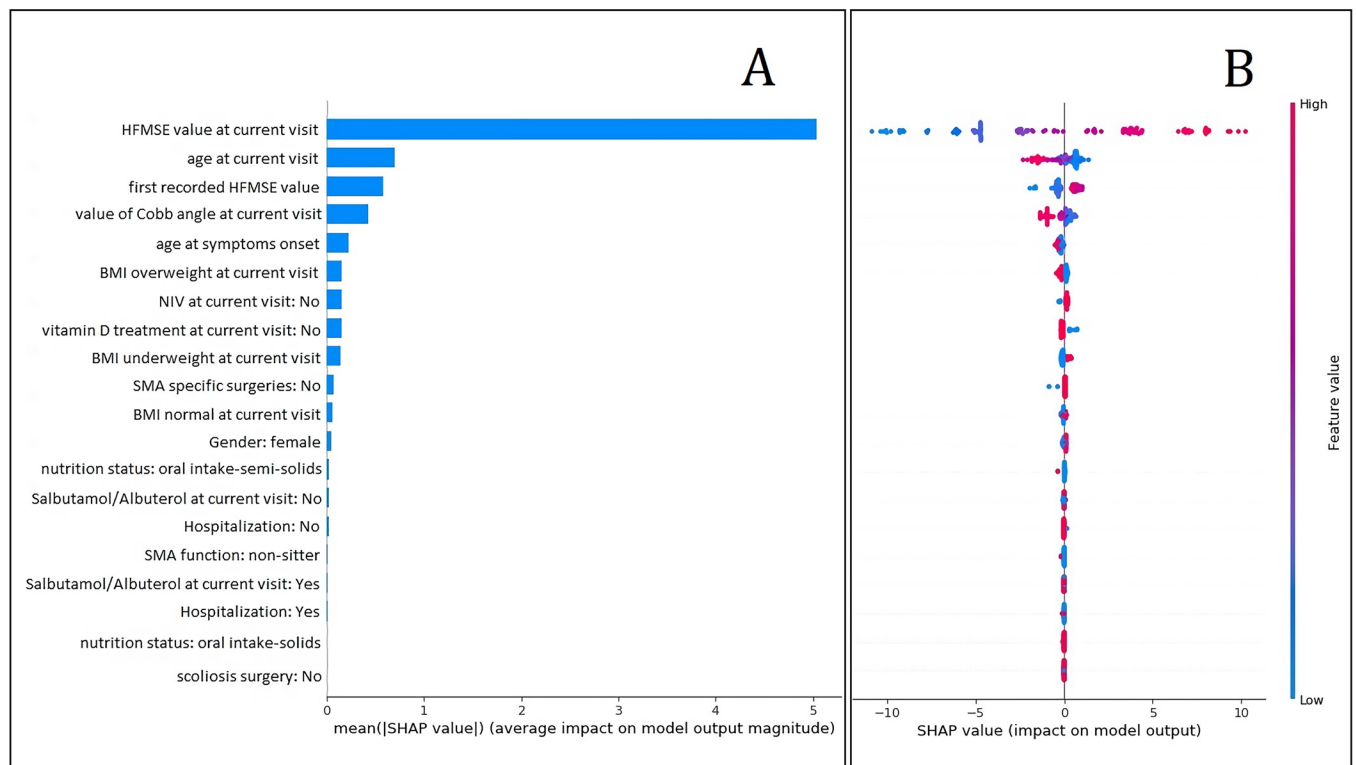 A
HFMSE value at current visit
age at current visit
first recorded HFMSE value
value of Cobb angle at current visit
age at symptoms onset
BMI overweight at current visit
NIV at current visit: No
vitamin D treatment at current visit: No
BMI underweight at current visit
SMA specific surgeries: No
BMI normal at current visit
Gender: female
nutrition status: oral intake-semi-solids
Salbutamol/Albuterol at current visit: No
Hospitalization: No
SMA function: non-sitter
Salbutamol/Albuterol at current visit: Yes
Hospitalization: Yes
nutrition status: oral intake-solids
scoliosis surgery: No
0 1 2 3 4 5
mean(|SHAP value|) (average impact on model output magnitude)
B
High
Feature value
Low
−10 −5 0 5 10
SHAP value (impact on model output)